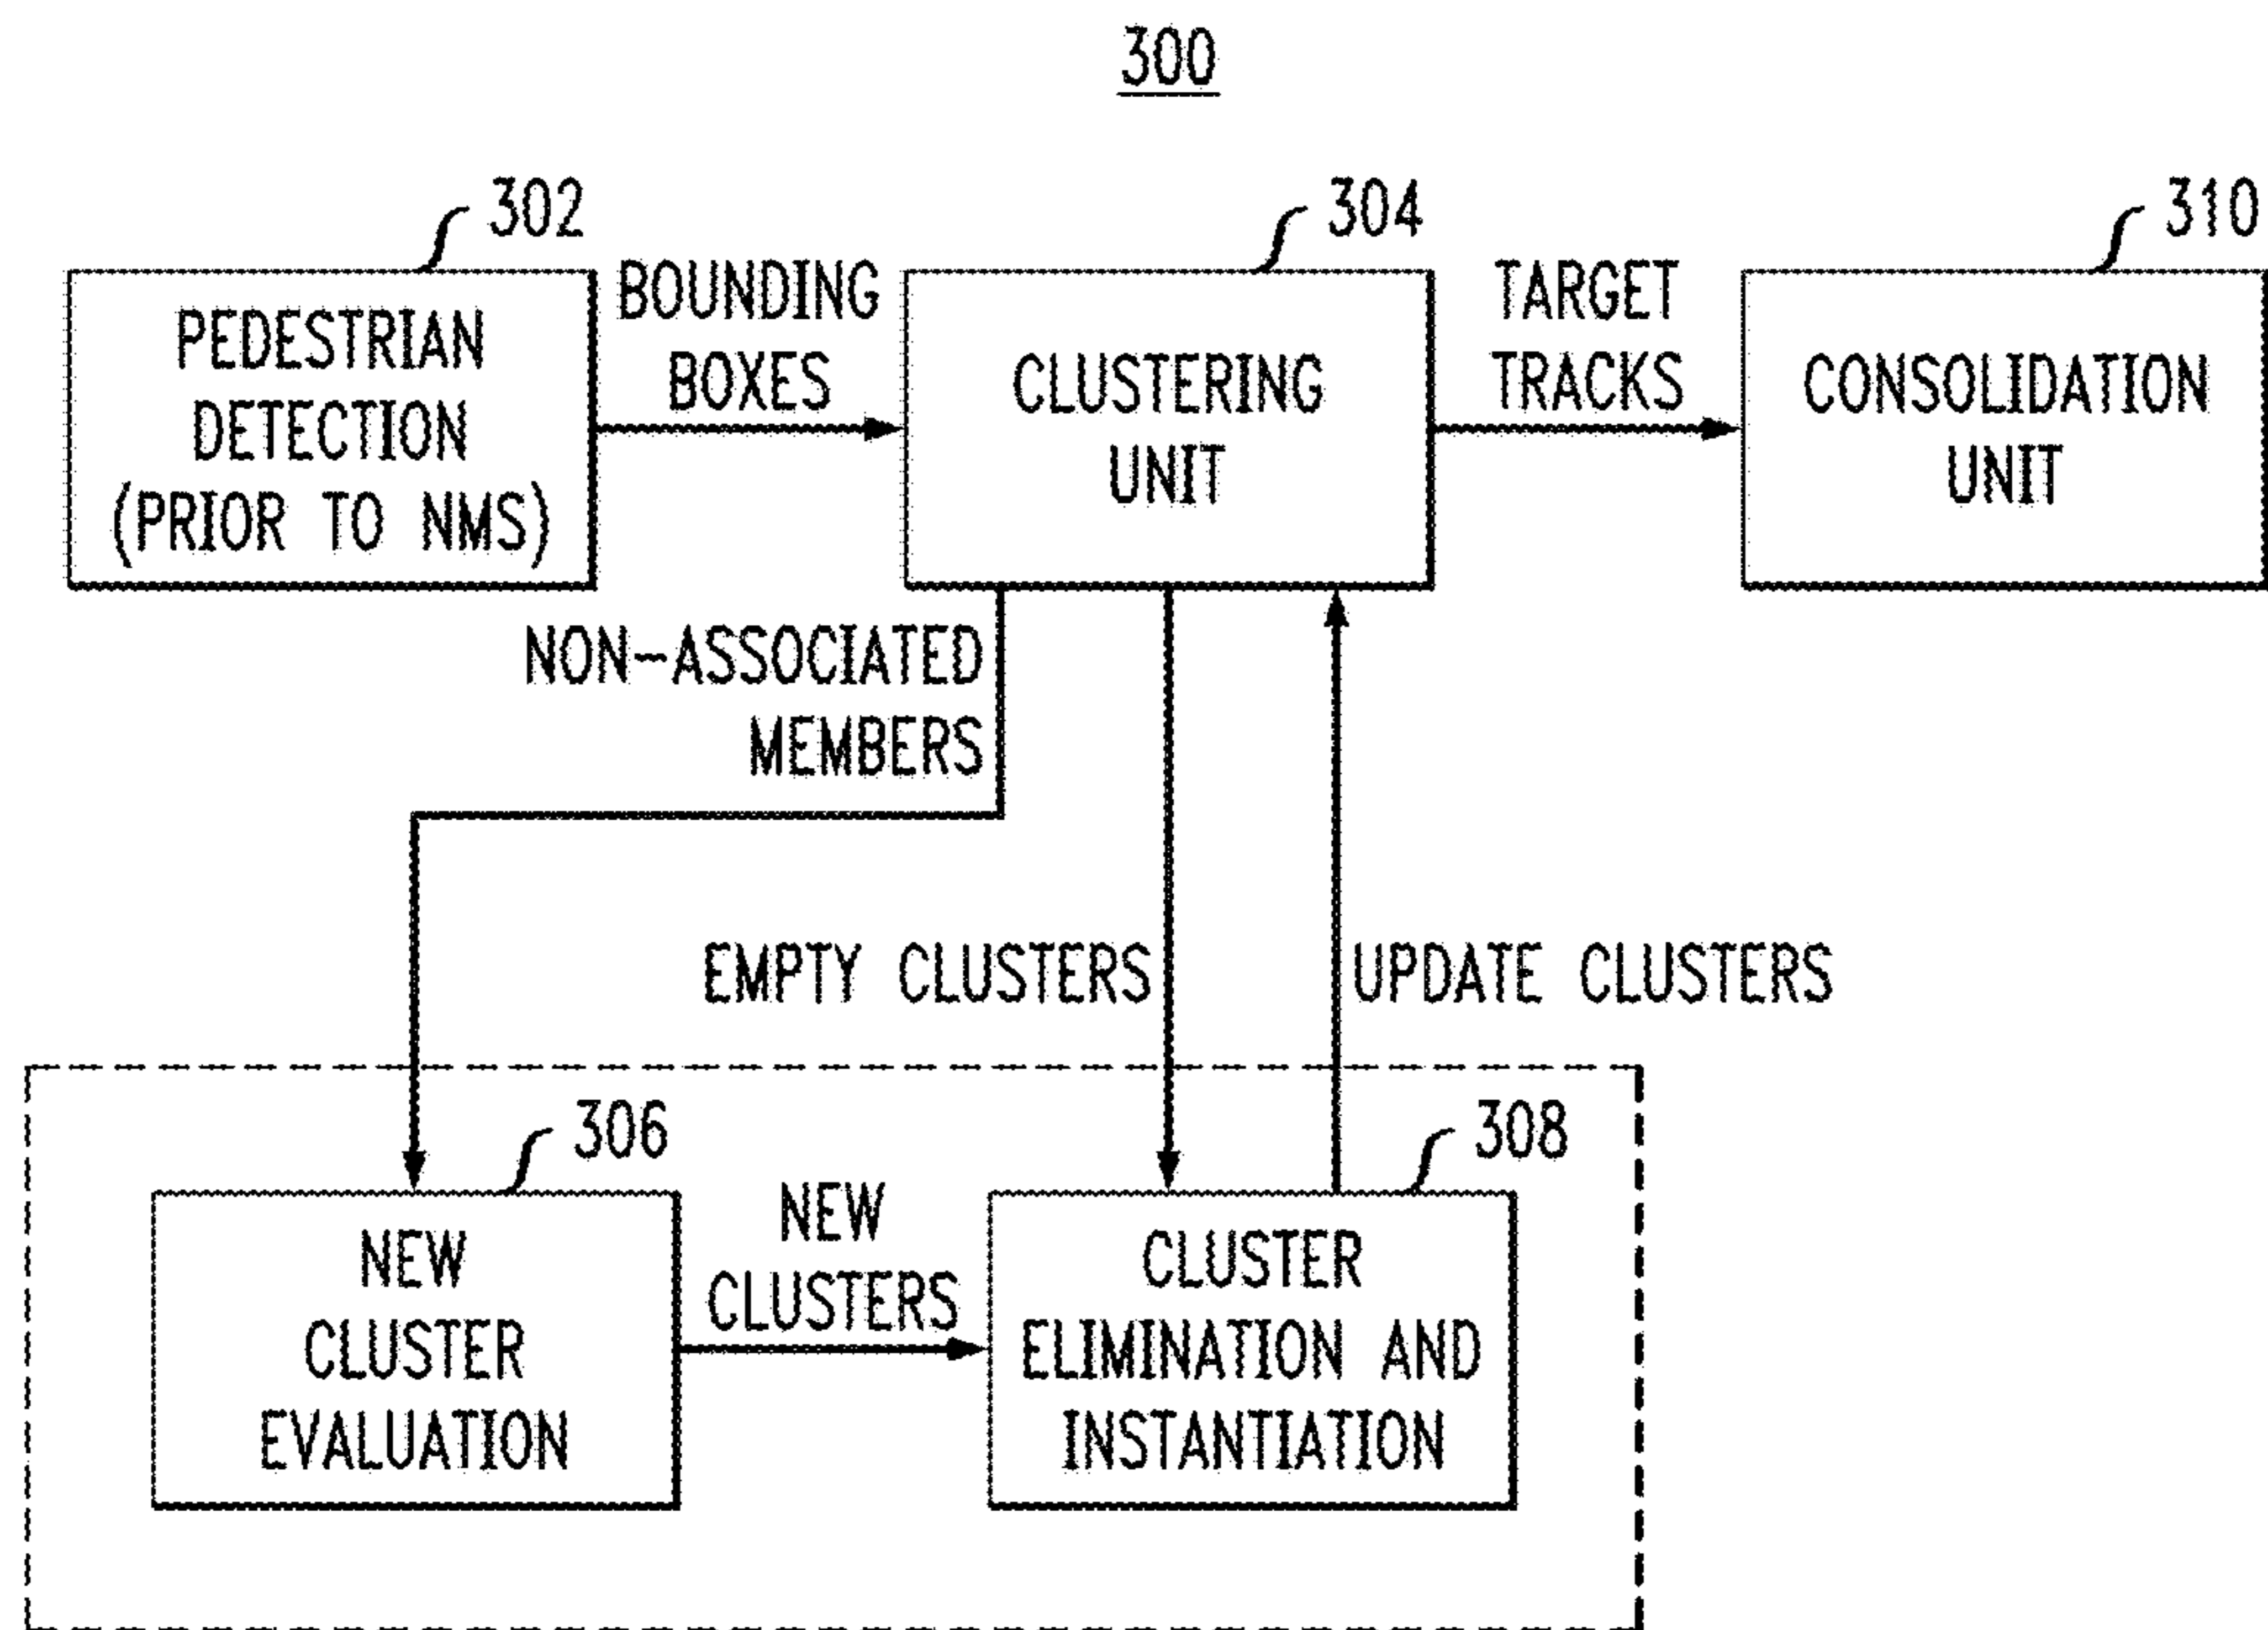 300
302
PEDESTRIAN
DETECTION
(PRIOR TO NMS)
BOUNDING
BOXES
304
CLUSTERING
UNIT
TARGET
TRACKS
310
CONSOLIDATION
UNIT
NON-ASSOCIATED
MEMBERS
EMPTY CLUSTERS
UPDATE CLUSTERS
306
NEW
CLUSTER
EVALUATION
NEW
CLUSTERS
308
CLUSTER
ELIMINATION AND
INSTANTIATION